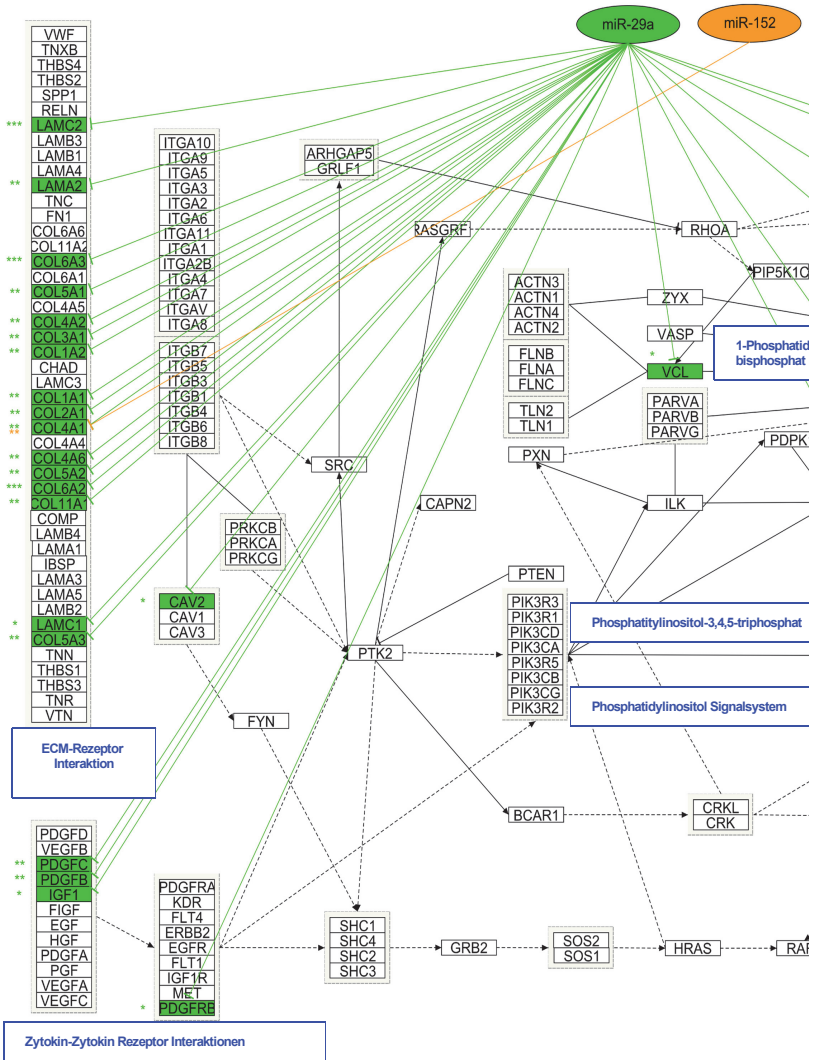 miR-29a
miR-152
VWF
TNXB
THBS4
THBS2
SPP1
RELN
*** LAMC2
LAMB3
LAMB1
LAMA4
** LAMA2
TNC
FN1
COL6A6
COL11A2
*** COL6A3
COL6A1
** COL5A1
COL4A5
** COL4A2
** COL3A1
** COL1A2
CHAD
LAMC3
** COL1A1
** COL2A1
** COL4A1
**
COL4A4
** COL4A6
** COL5A2
*** COL6A2
** COL11A1
COMP
LAMB4
LAMA1
IBSP
LAMA3
LAMA5
LAMB2
* LAMC1
** COL5A3
TNN
THBS1
THBS3
TNR
VTN
ECM-Rezeptor
Interaktion
PDGFD
VEGFB
** PDGFC
** PDGFB
* IGF1
FIGF
EGF
HGF
PDGFA
PGF
VEGFA
VEGFC
Zytokin-Zytokin Rezeptor Interaktionen
ITGA10
ITGA9
ITGA5
ITGA3
ITGA2
ITGA6
ITGA11
ITGA1
ITGA2B
ITGA4
ITGA7
ITGAV
ITGA8
ITGB7
ITGB5
ITGB3
ITGB1
ITGB4
ITGB6
ITGB8
PRKCB
PRKCA
PRKCG
* CAV2
CAV1
CAV3
FYN
PDGFRA
KDR
FLT4
ERBB2
EGFR
FLT1
IGF1R
MET
* PDGFRB
ARHGAP5
GRLF1
RASGRF
SRC
CAPN2
PTK2
SHC1
SHC4
SHC2
SHC3
GRB2
SOS2
SOS1
HRAS
RAF
RHOA
PIP5K1C
ACTN3
ACTN1
ACTN4
ACTN2
FLNB
FLNA
FLNC
TLN2
TLN1
ZYX
VASP
* VCL
1-Phosphatid
bisphosphat
PARVA
PARVB
PARVG
PDPK
PXN
ILK
PTEN
PIK3R3
PIK3R1
PIK3CD
PIK3CA
PIK3R5
PIK3CB
PIK3CG
PIK3R2
Phosphatitylinositol-3,4,5-triphosphat
Phosphatidylinositol Signalsystem
BCAR1
CRKL
CRK